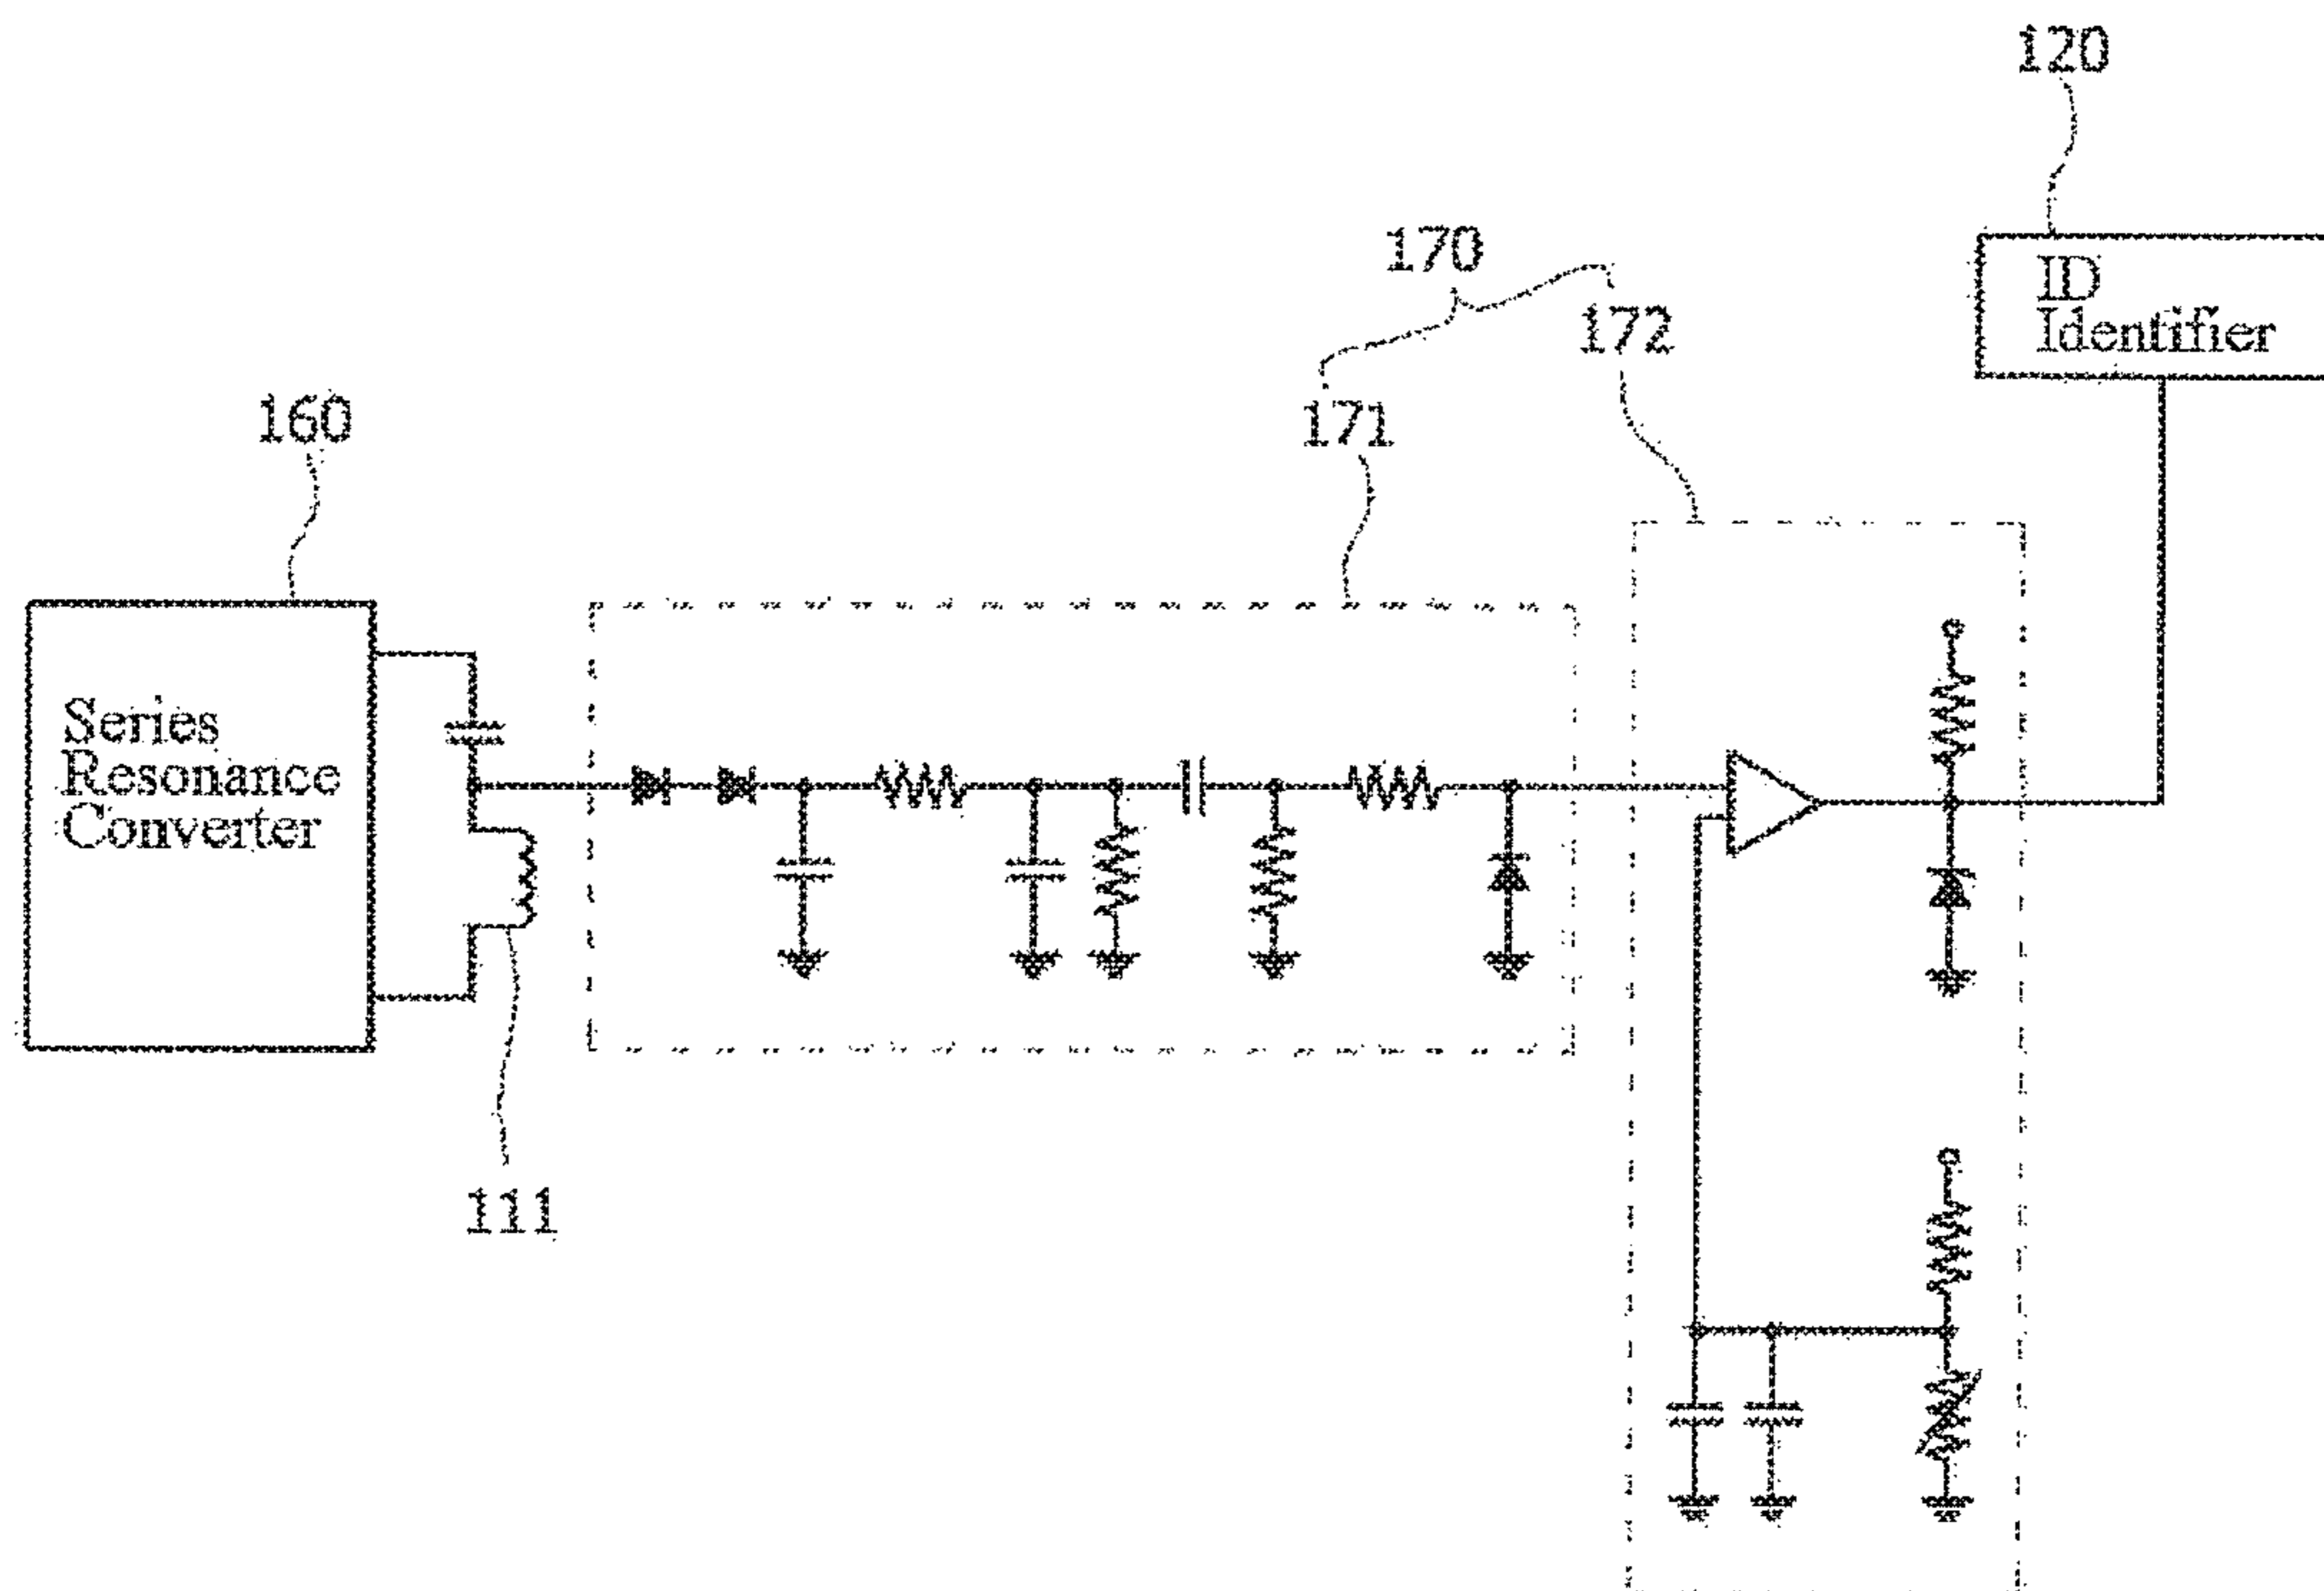 120
170
ID
Identifier
172
160
171
Series
Resonance
Converter
111